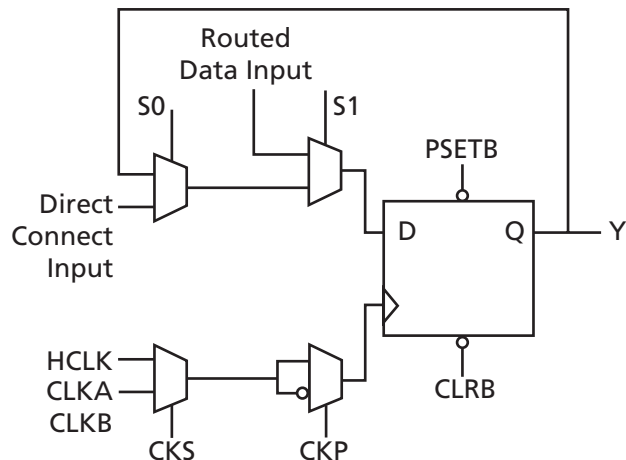 Routed
Data Input
S0
S1
PSETB
Direct
Connect
Input
D
Q
Y
HCLK
CLKA
CLKB
CLRB
CKS
CKP